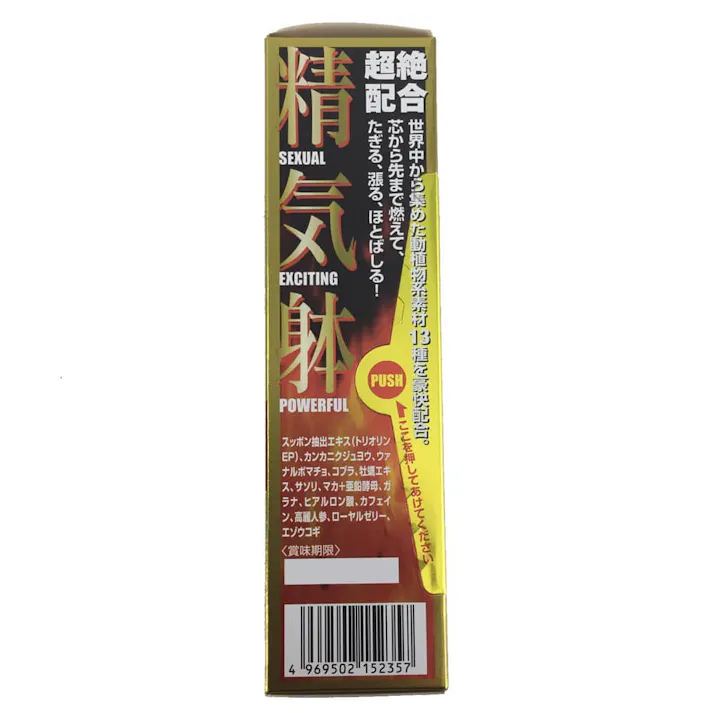 超絶
配合
世界中から集めた動植物系素材13種を豪快配合。
芯から先まで燃えて、
たぎる、漲る、ほとばしる!
精
SEXUAL
気
EXCITING
躰
POWERFUL
PUSH
ここを押してあけてください
スッポン抽出エキス(トリオリン
EP)、カンカニクジュヨウ、ヴァ
ナルポマチョ、コブラ、牡蠣エキ
ス、サソリ、マカ+亜鉛酵母、ガ
ラナ、ヒアルロン酸、カフェイ
ン、高麗人参、ローヤルゼリー、
エゾウコギ
〈賞味期限〉
4 969502 152357